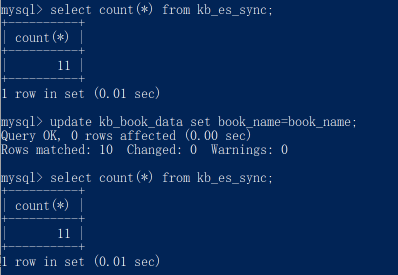 mysql> select count(*) from kb_es_sync;
+----------+
| count(*) |
+----------+
|       11 |
+----------+
1 row in set (0.01 sec)
mysql> update kb_book_data set book_name=book_name;
Query OK, 0 rows affected (0.00 sec)
Rows matched: 10  Changed: 0  Warnings: 0
mysql> select count(*) from kb_es_sync;
+----------+
| count(*) |
+----------+
|       11 |
+----------+
1 row in set (0.01 sec)